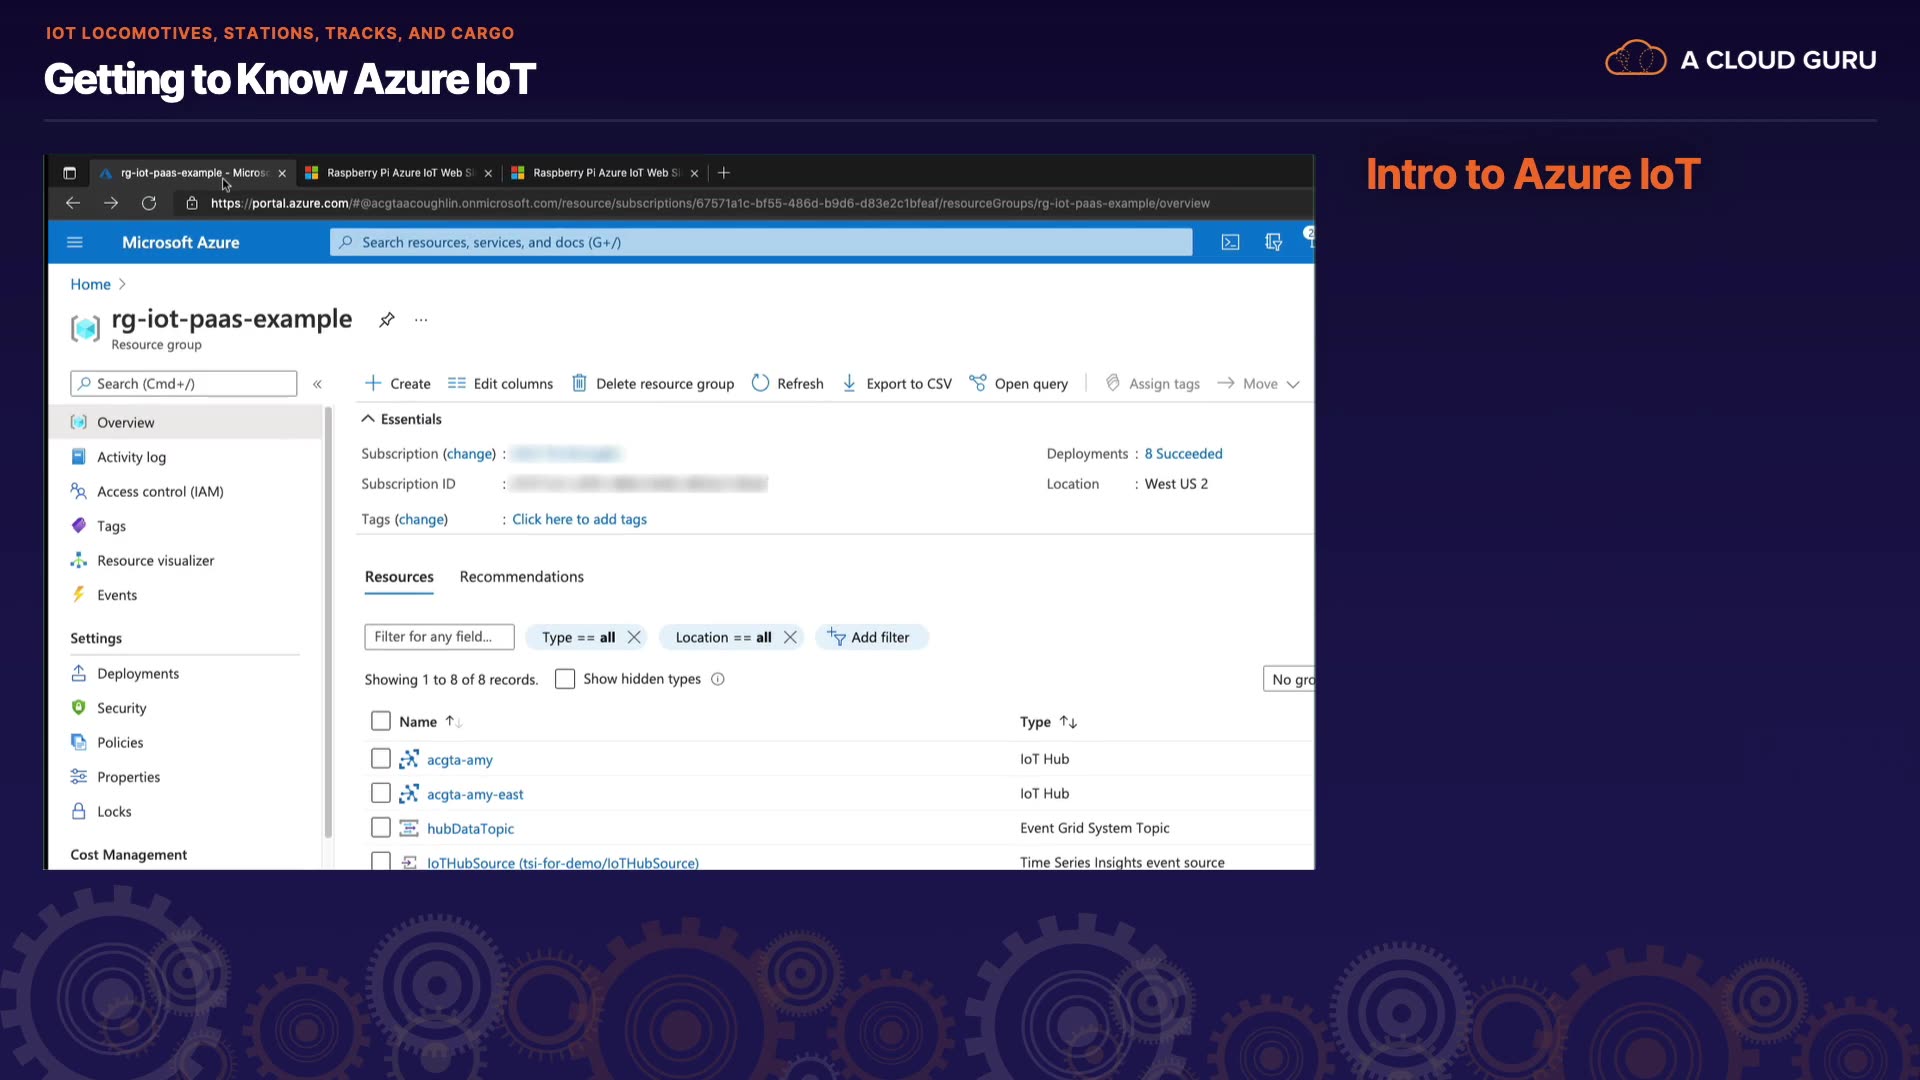 IOT LOCOMOTIVES, STATIONS, TRACKS, AND CARGO
Getting to Know Azure IoT
A CLOUD GURU
Intro to Azure IoT
rg-iot-paas-example - Micros
Raspberry Pi Azure IoT Web Si
Raspberry Pi Azure IoT Web Si
https://portal.azure.com/#@acgtaacoughlin.onmicrosoft.com/resource/subscriptions/67571a1c-bf55-486d-b9d6-d83e2c1bfeaf/resourceGroups/rg-iot-paas-example/overview
Microsoft Azure
Search resources, services, and docs (G+/)
2
Home >
rg-iot-paas-example
Resource group
Search (Cmd+/)
«
Create
Edit columns
Delete resource group
Refresh
Export to CSV
Open query
Assign tags
Move
Overview
Activity log
Access control (IAM)
Tags
Resource visualizer
Events
Settings
Deployments
Security
Policies
Properties
Locks
Cost Management
Essentials
Subscription (change) :
Deployments : 8 Succeeded
Subscription ID :
Location : West US 2
Tags (change) : Click here to add tags
Resources Recommendations
Filter for any field...
Type == all
Location == all
Add filter
Showing 1 to 8 of 8 records.
Show hidden types
No gro
Name ↑↓ Type ↑↓
acgta-amy IoT Hub
acgta-amy-east IoT Hub
hubDataTopic Event Grid System Topic
IoTHubSource (tsi-for-demo/IoTHubSource) Time Series Insights event source